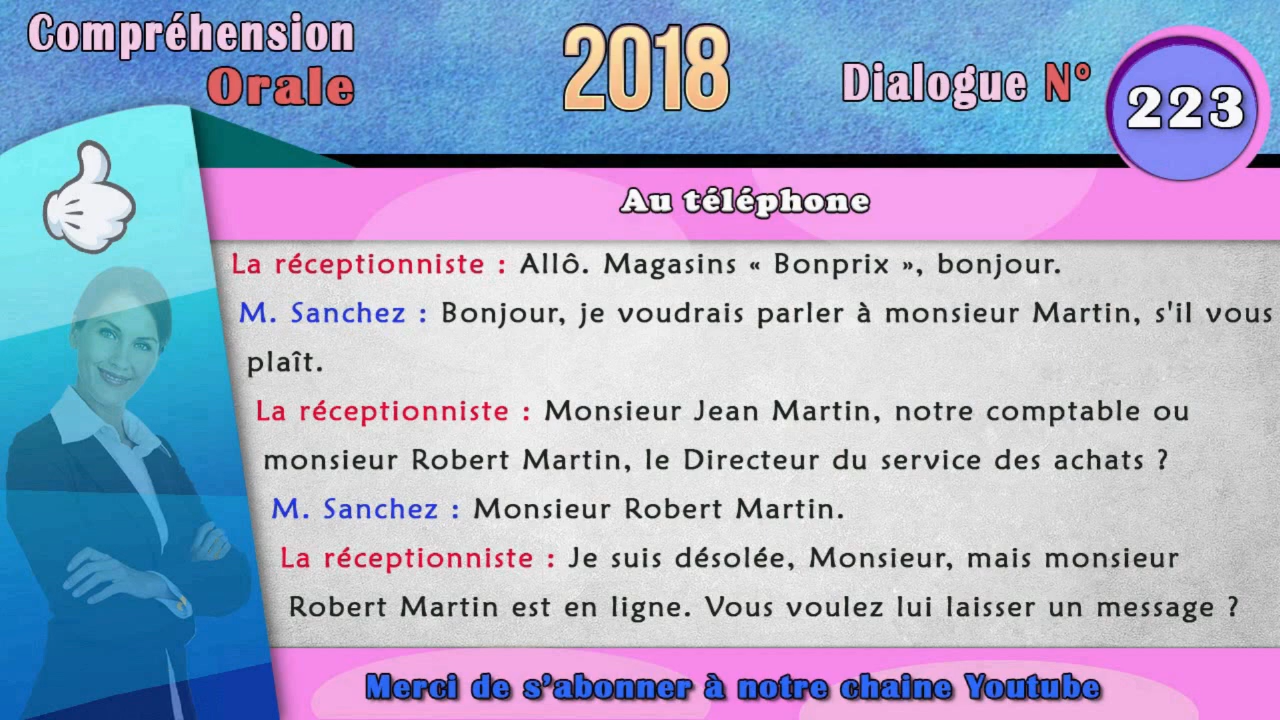 Compréhension
Orale
2018
Dialogue N°
223
Au téléphone
La réceptionniste : Allô. Magasins « Bonprix », bonjour.
M. Sanchez : Bonjour, je voudrais parler à monsieur Martin, s'il vous
plaît.
La réceptionniste : Monsieur Jean Martin, notre comptable ou
monsieur Robert Martin, le Directeur du service des achats ?
M. Sanchez : Monsieur Robert Martin.
La réceptionniste : Je suis désolée, Monsieur, mais monsieur
Robert Martin est en ligne. Vous voulez lui laisser un message ?
Merci de s'abonner à notre chaine Youtube